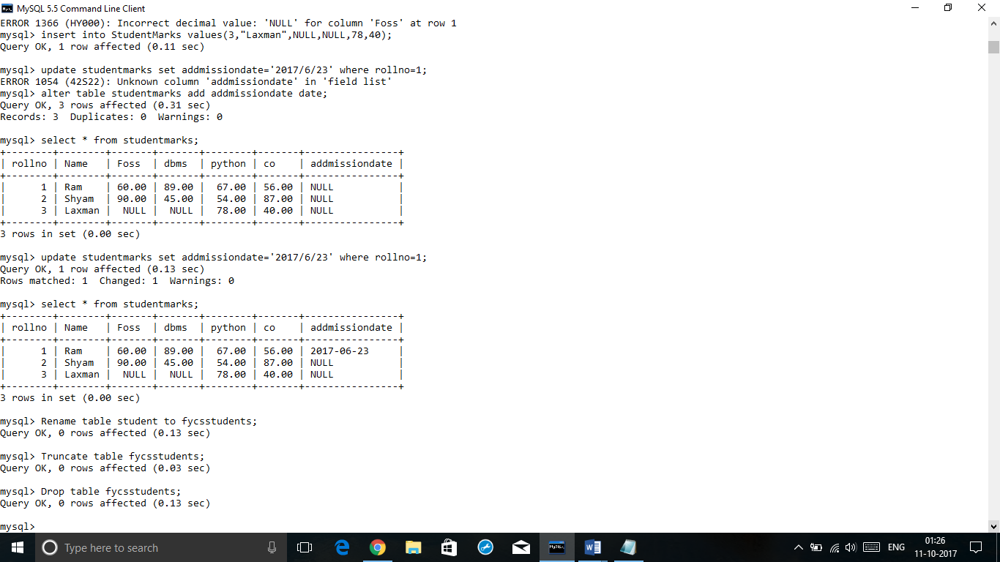 MySQL 5.5 Command Line Client
ERROR 1366 (HY000): Incorrect decimal value: 'NULL' for column 'Foss' at row 1
mysql> insert into StudentMarks values(3,"Laxman",NULL,NULL,78,40);
Query OK, 1 row affected (0.11 sec)
mysql> update studentmarks set addmissiondate='2017/6/23' where rollno=1;
ERROR 1054 (42S22): Unknown column 'addmissiondate' in 'field list'
mysql> alter table studentmarks add addmissiondate date;
Query OK, 3 rows affected (0.31 sec)
Records: 3  Duplicates: 0  Warnings: 0
mysql> select * from studentmarks;
+--------+--------+-------+-------+--------+-------+----------------+
| rollno | Name   | Foss  | dbms  | python | co    | addmissiondate |
+--------+--------+-------+-------+--------+-------+----------------+
|      1 | Ram    | 60.00 | 89.00 |  67.00 | 56.00 | NULL           |
|      2 | Shyam  | 90.00 | 45.00 |  54.00 | 87.00 | NULL           |
|      3 | Laxman |  NULL |  NULL |  78.00 | 40.00 | NULL           |
+--------+--------+-------+-------+--------+-------+----------------+
3 rows in set (0.00 sec)
mysql> update studentmarks set addmissiondate='2017/6/23' where rollno=1;
Query OK, 1 row affected (0.13 sec)
Rows matched: 1  Changed: 1  Warnings: 0
mysql> select * from studentmarks;
+--------+--------+-------+-------+--------+-------+----------------+
| rollno | Name   | Foss  | dbms  | python | co    | addmissiondate |
+--------+--------+-------+-------+--------+-------+----------------+
|      1 | Ram    | 60.00 | 89.00 |  67.00 | 56.00 | 2017-06-23     |
|      2 | Shyam  | 90.00 | 45.00 |  54.00 | 87.00 | NULL           |
|      3 | Laxman |  NULL |  NULL |  78.00 | 40.00 | NULL           |
+--------+--------+-------+-------+--------+-------+----------------+
3 rows in set (0.00 sec)
mysql> Rename table student to fycsstudents;
Query OK, 0 rows affected (0.13 sec)
mysql> Truncate table fycsstudents;
Query OK, 0 rows affected (0.03 sec)
mysql> Drop table fycsstudents;
Query OK, 0 rows affected (0.13 sec)
mysql>
Type here to search
ENG
01:26
11-10-2017